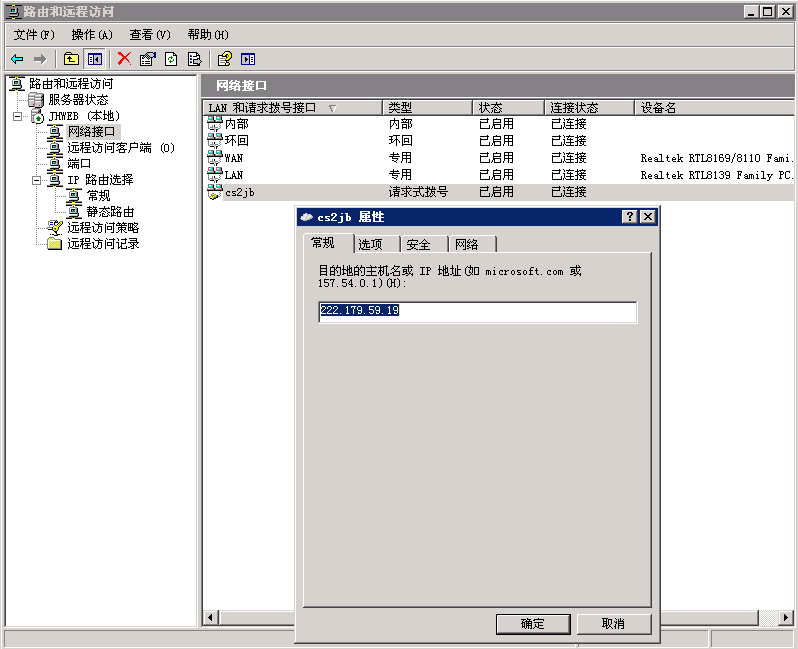 路由和远程访问
文件(F) 操作(A) 查看(V) 帮助(H)
路由和远程访问
服务器状态
JHWEB (本地)
网络接口
远程访问客户端 (0)
端口
IP 路由选择
常规
静态路由
远程访问策略
远程访问记录
网络接口
LAN 和请求拨号接口 类型 状态 连接状态 设备名
内部 内部 已启用 已连接
环回 环回 已启用 已连接
WAN 专用 已启用 已连接 Realtek RTL8169/8110 Fami.
LAN 专用 已启用 已连接 Realtek RTL8139 Family PC.
cs2jb 请求式拨号 已启用 已连接
cs2jb 属性
常规 选项 安全 网络
目的地的主机名或 IP 地址(如 microsoft.com 或
157.54.0.1)(H):
222.179.59.19
确定 取消